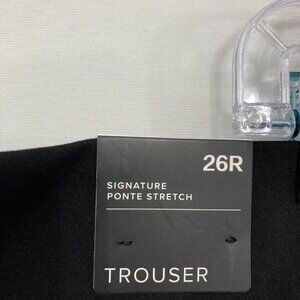 26R
SIGNATURE
PONTE STRETCH
TROUSER